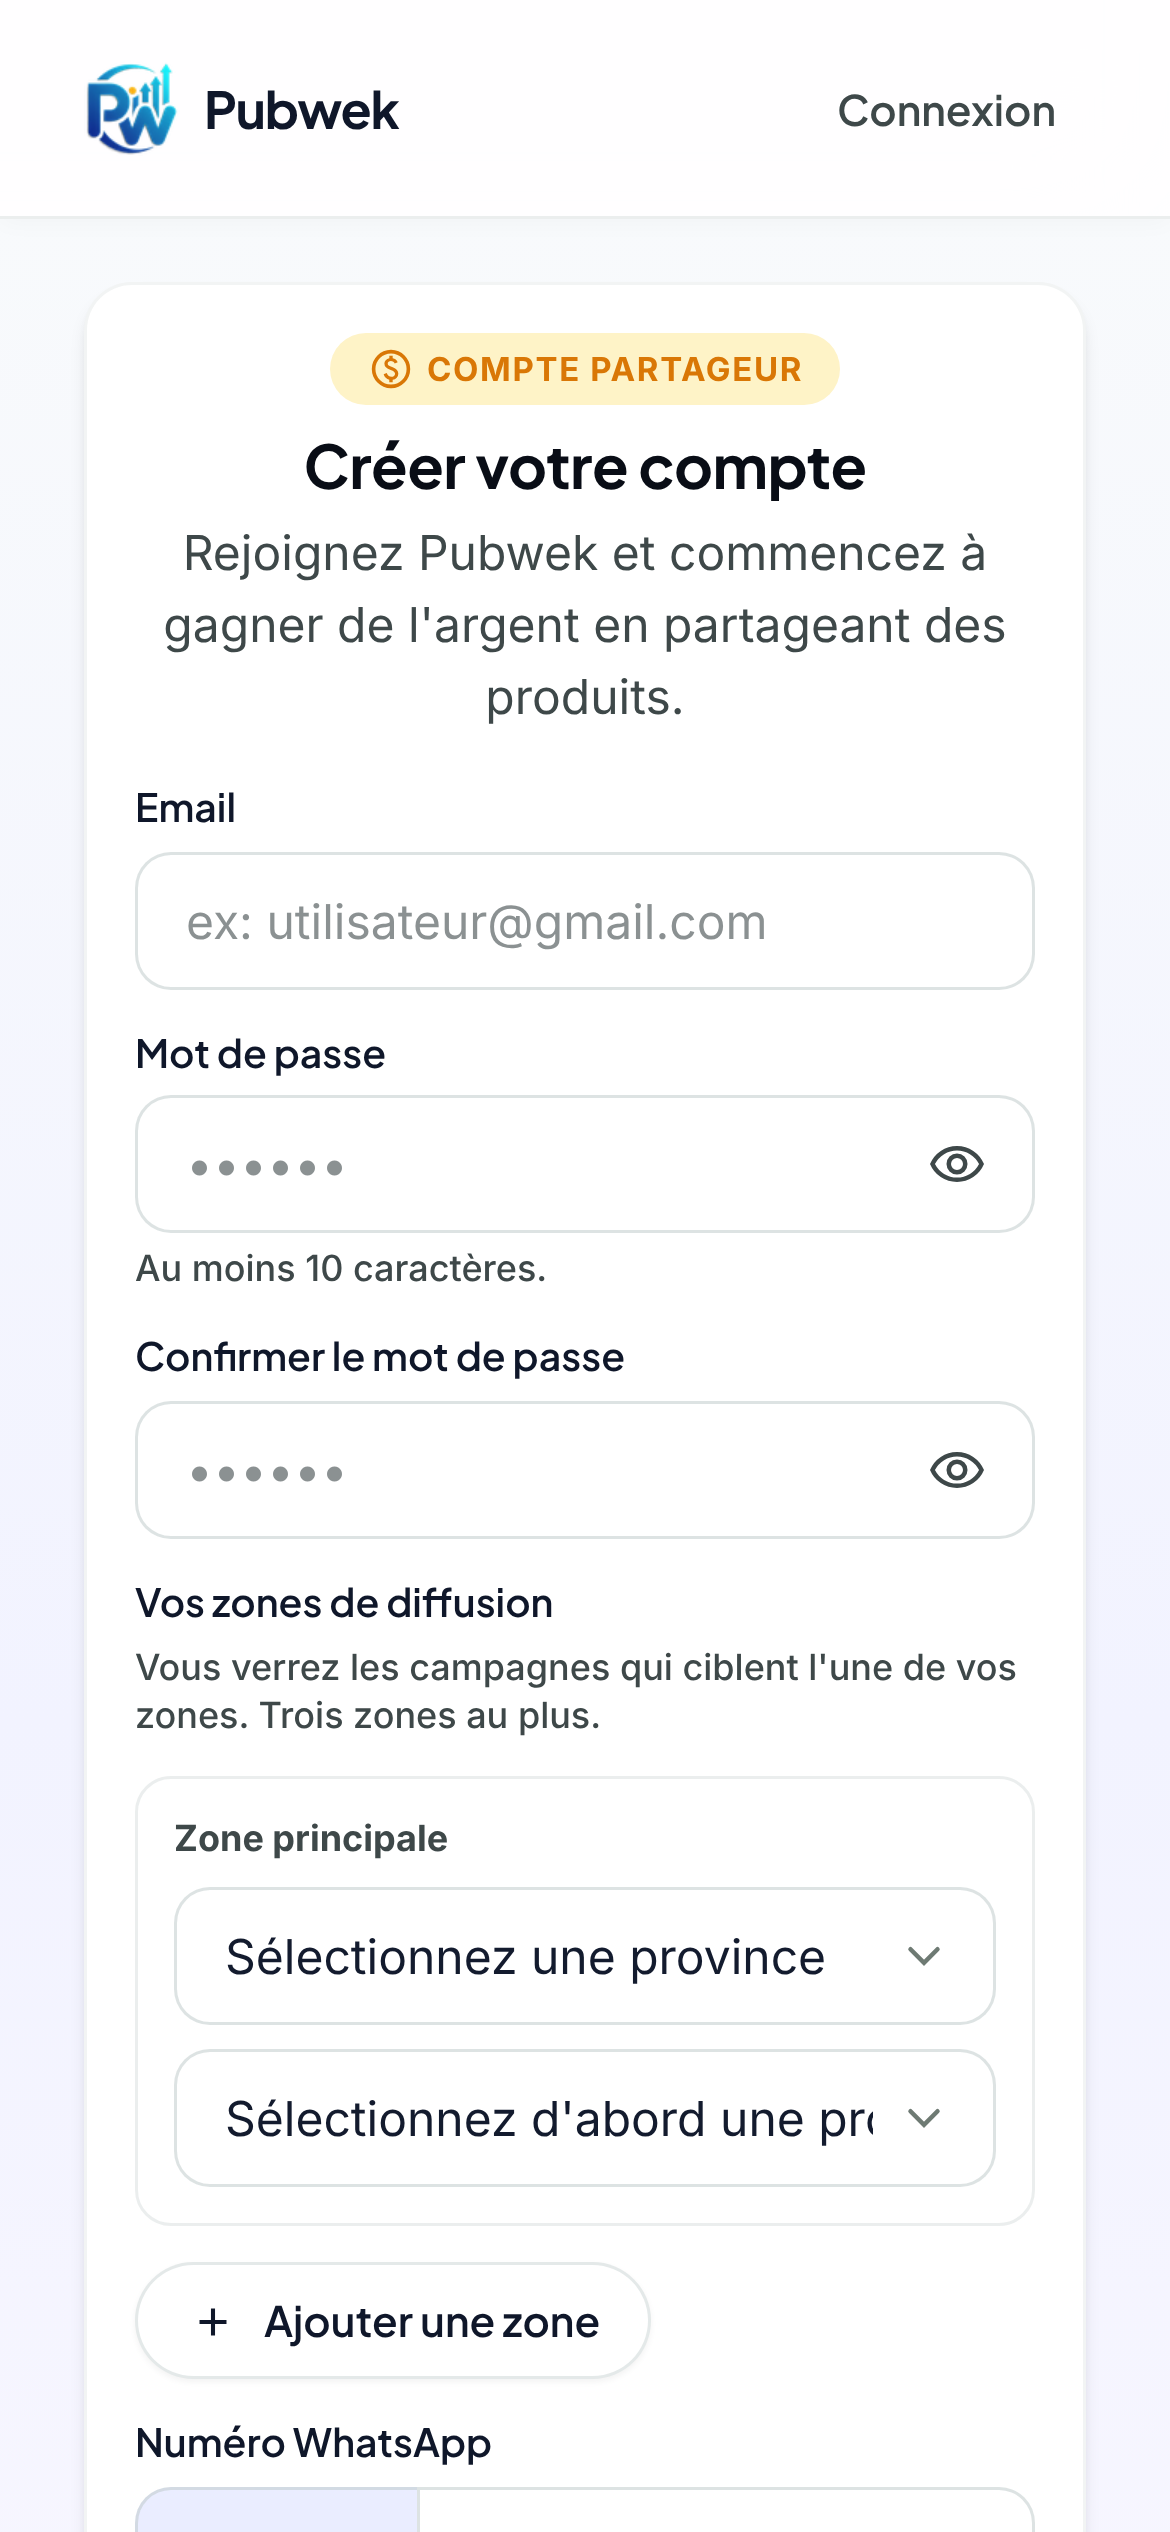 Pubwek
Connexion
COMPTE PARTAGEUR
Créer votre compte
Rejoignez Pubwek et commencez à
gagner de l'argent en partageant des
produits.
Email
ex: utilisateur@gmail.com
Mot de passe
••••••
Au moins 10 caractères.
Confirmer le mot de passe
••••••
Vos zones de diffusion
Vous verrez les campagnes qui ciblent l'une de vos
zones. Trois zones au plus.
Zone principale
Sélectionnez une province
Sélectionnez d'abord une pro
+ Ajouter une zone
Numéro WhatsApp